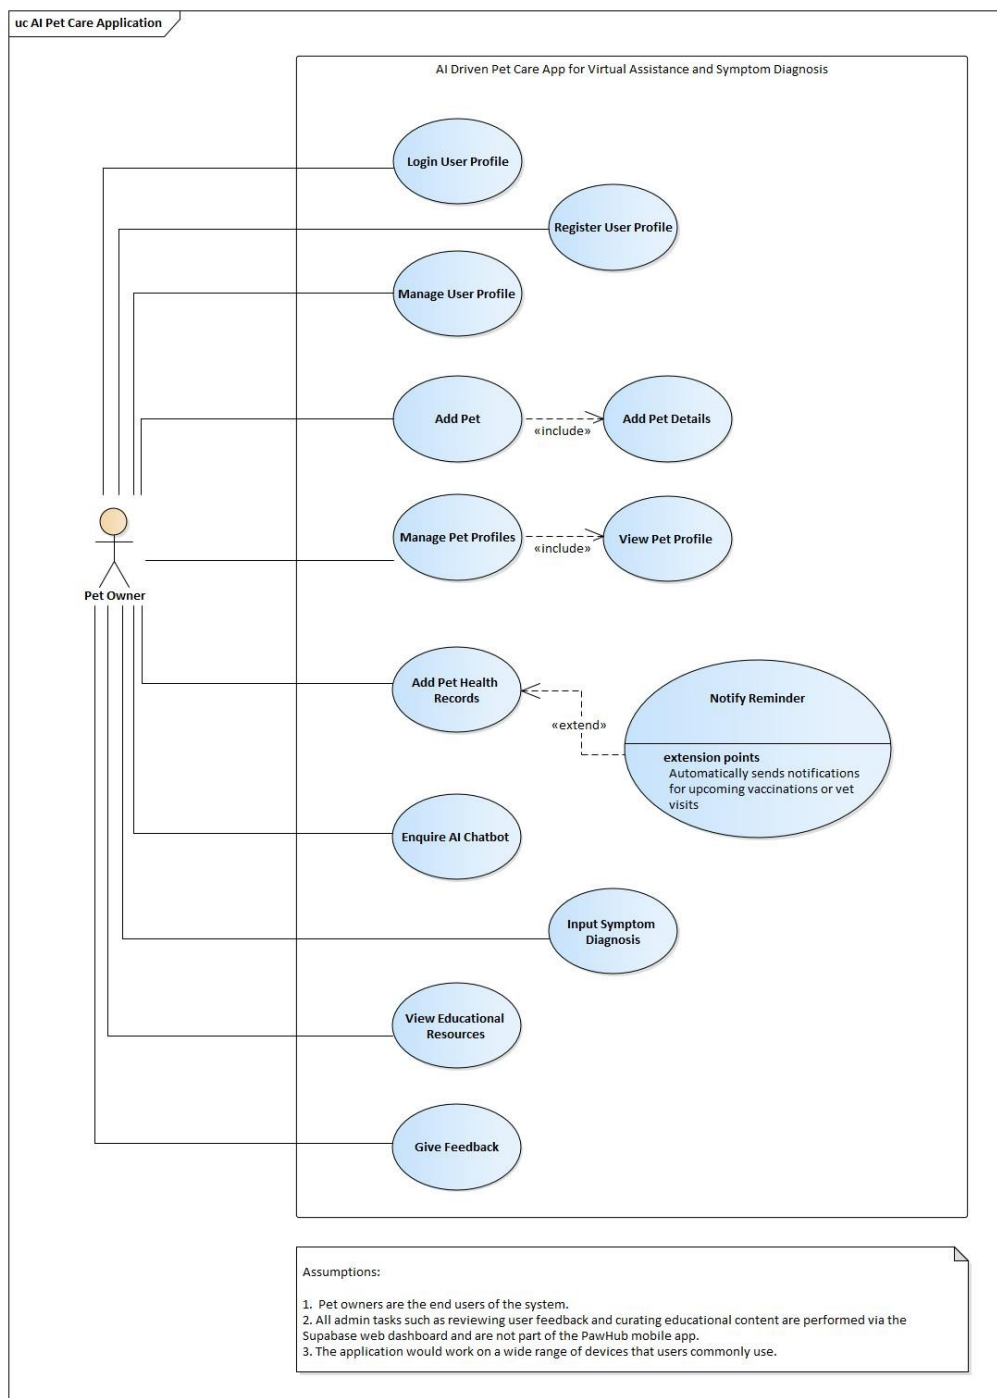 uc AI Pet Care Application
AI Driven Pet Care App for Virtual Assistance and Symptom Diagnosis
Login User Profile
Register User Profile
Manage User Profile
Add Pet
«include»
Add Pet Details
Manage Pet Profiles
«include»
View Pet Profile
Pet Owner
Add Pet Health
Records
«extend»
Notify Reminder
extension points
Automatically sends notifications
for upcoming vaccinations or vet
visits
Enquire AI Chatbot
Input Symptom
Diagnosis
View Educational
Resources
Give Feedback
Assumptions:
1. Pet owners are the end users of the system.
2. All admin tasks such as reviewing user feedback and curating educational content are performed via the
Supabase web dashboard and are not part of the PawHub mobile app.
3. The application would work on a wide range of devices that users commonly use.